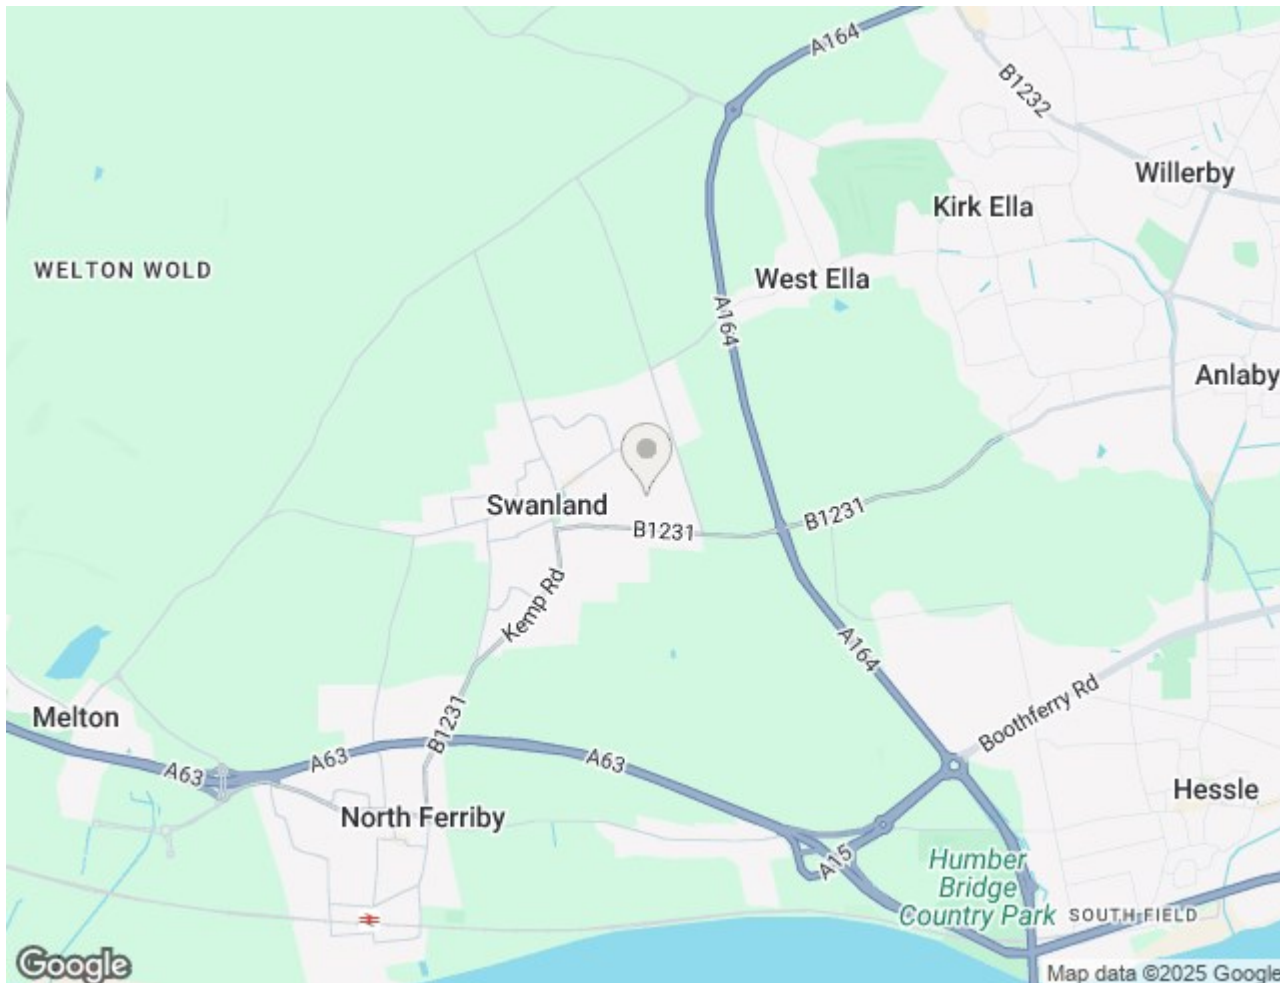 A164
B1232
Willerby
Kirk Ella
WELTON WOLD
West Ella
A164
Anlaby
Swanland
B1231
B1231
Kemp Rd
A164
Melton
B1231
Boothferry Rd
A63
A63
A63
Hessle
North Ferriby
A15
Humber
Bridge
Country Park
SOUTH FIELD
Google
Map data ©2025 Google